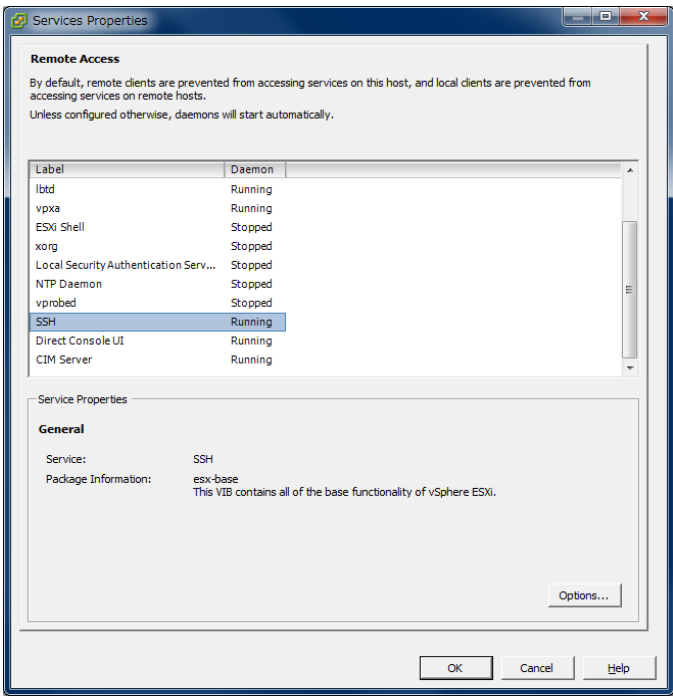 Services Properties
Remote Access
By default, remote clients are prevented from accessing services on this host, and local clients are prevented from
accessing services on remote hosts.
Unless configured otherwise, daemons will start automatically.
Label Daemon
lbtd Running
vpxa Running
ESXi Shell Stopped
xorg Stopped
Local Security Authentication Serv... Stopped
NTP Daemon Stopped
vprobed Stopped
SSH Running
Direct Console UI Running
CIM Server Running
Service Properties
General
Service: SSH
Package Information: esx-base
This VIB contains all of the base functionality of vSphere ESXi.
Options...
OK Cancel Help